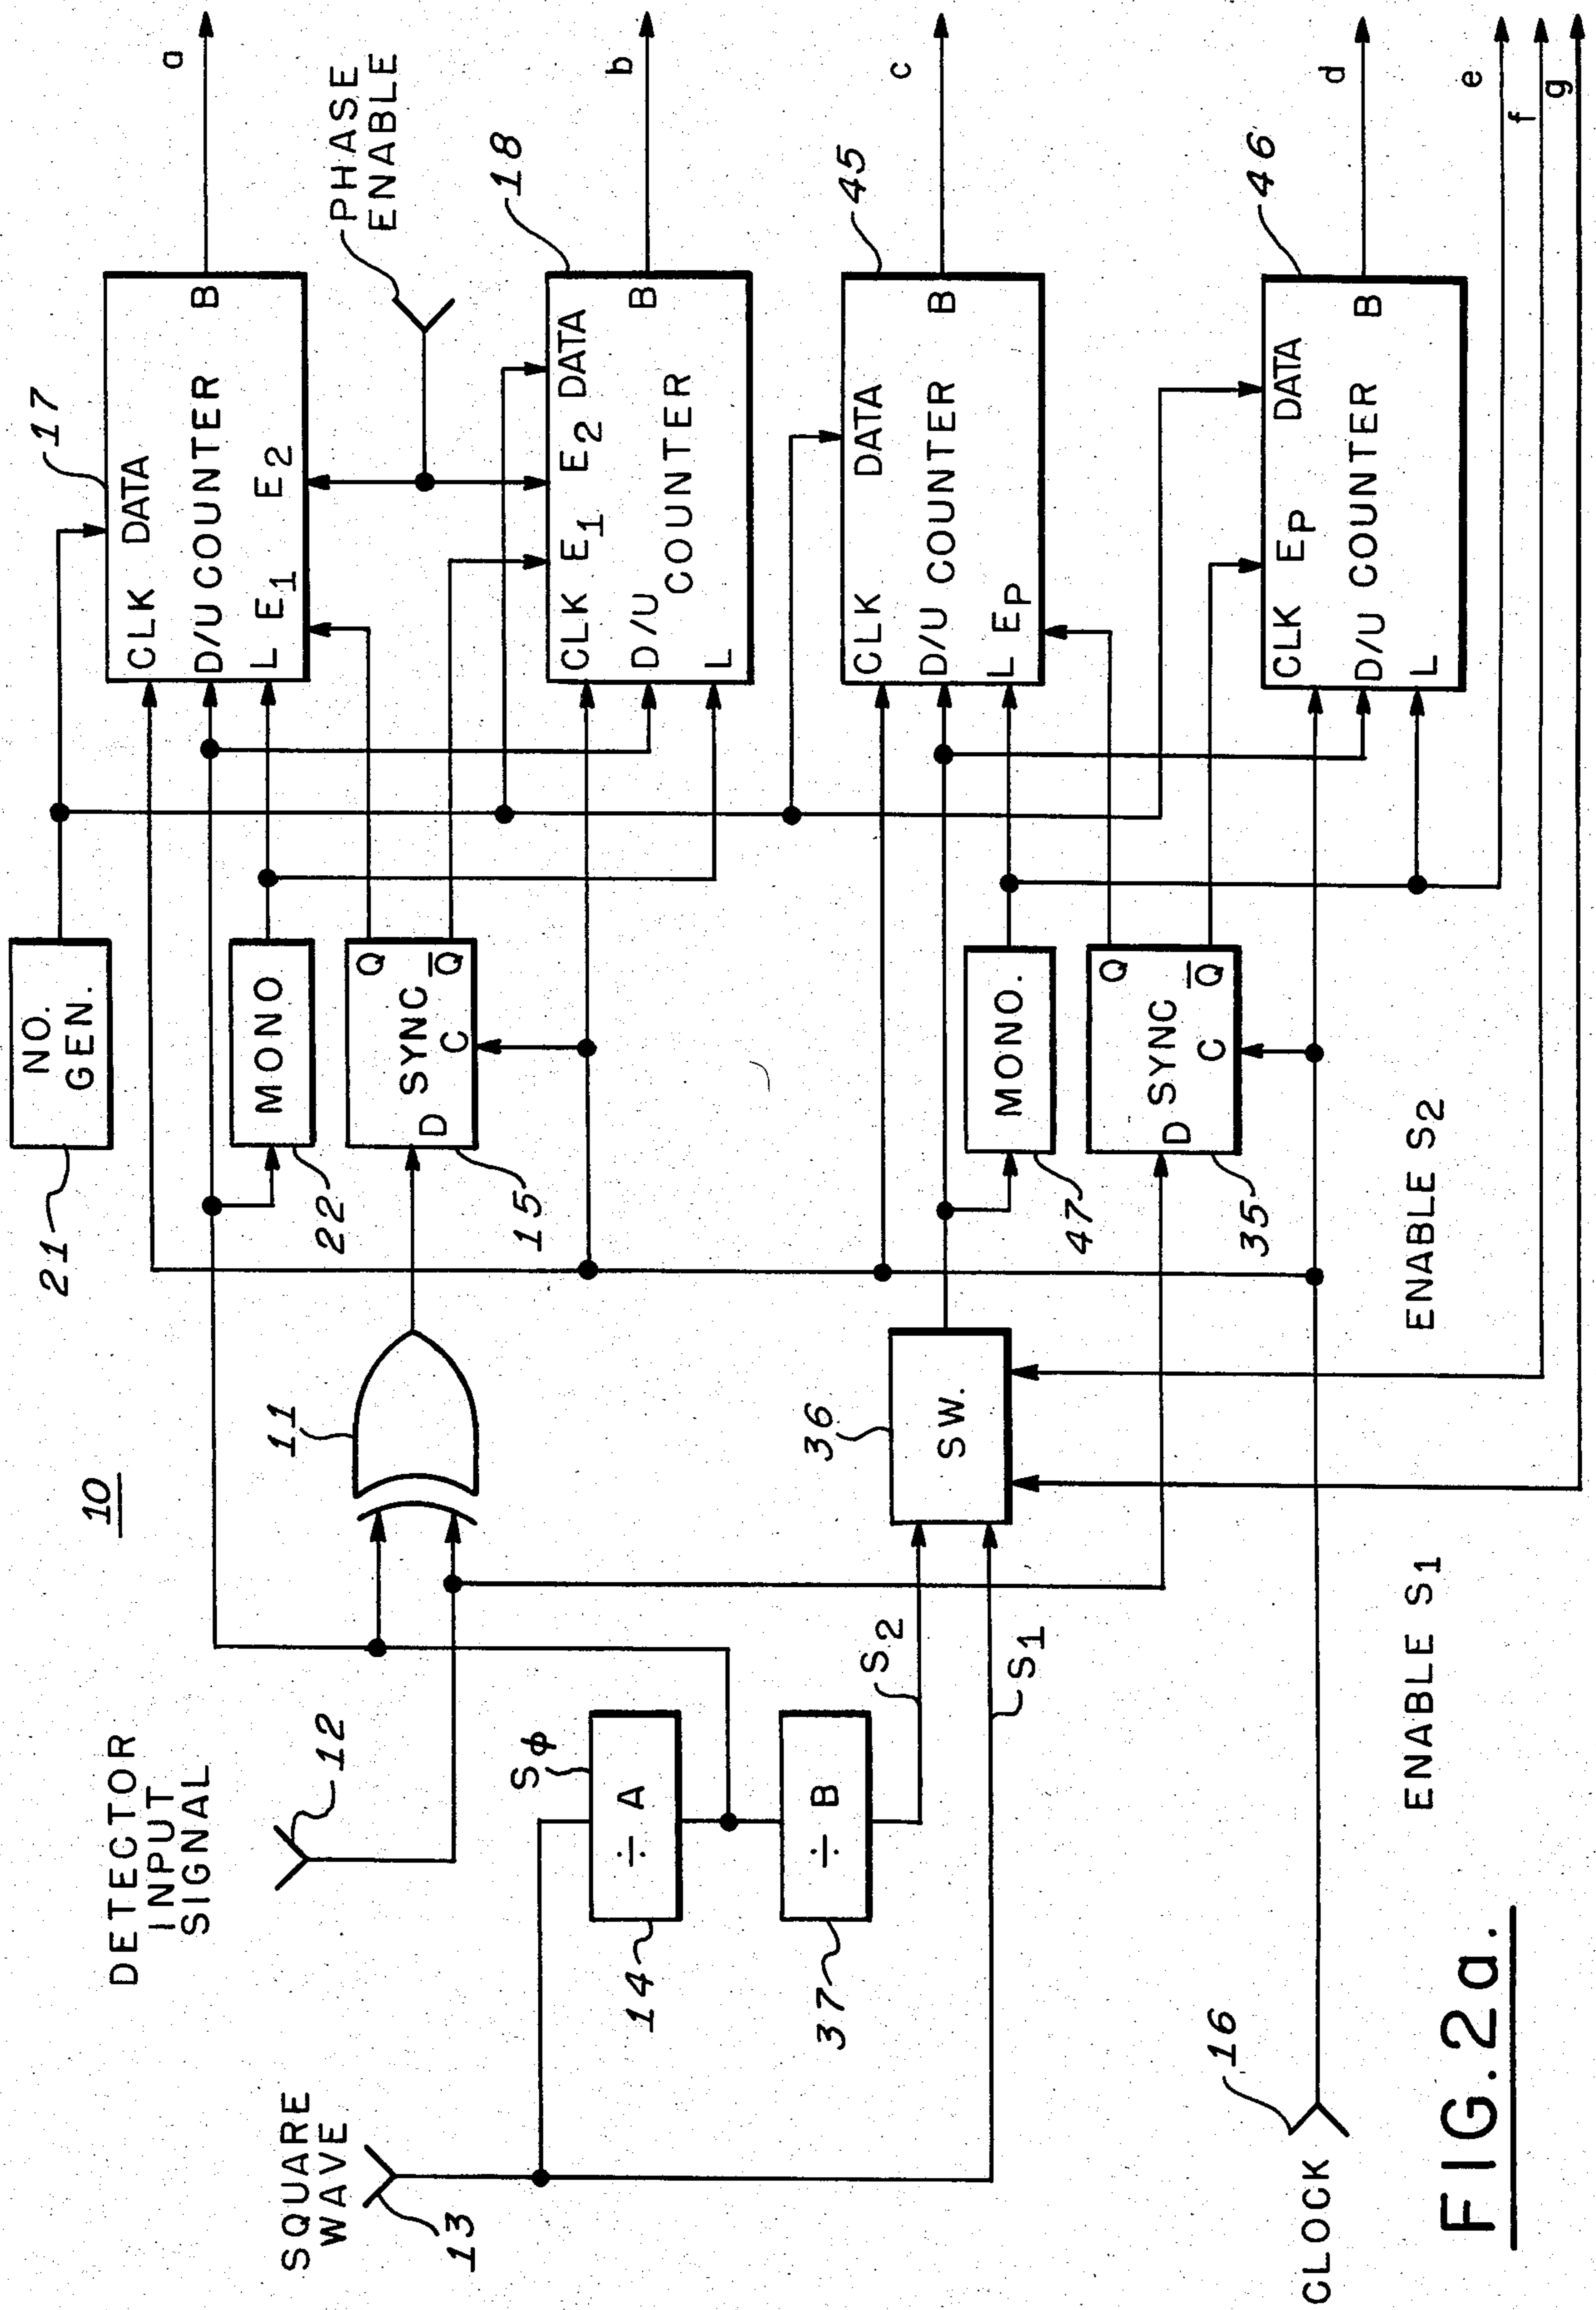 10
DETECTOR
INPUT
SIGNAL
12
SQUARE
WAVE
13
NO.
GEN.
21
MONO
22
11
D
SYNC
C
Q
Q̅
15
CLK
DATA
D/U COUNTER
B
L
E1
E2
17
a
PHASE
ENABLE
CLK
E1
E2
DATA
D/U
COUNTER
B
L
18
b
÷ A
Sϕ
14
÷ B
37
S2
S1
SW.
36
MONO.
47
D
SYNC
C
Q
Q̅
35
CLK
DATA
D/U COUNTER
B
L
EP
45
c
CLK
EP
DATA
D/U COUNTER
B
L
46
d
e
f
g
CLOCK
16
ENABLE S1
ENABLE S2
FIG.2a.